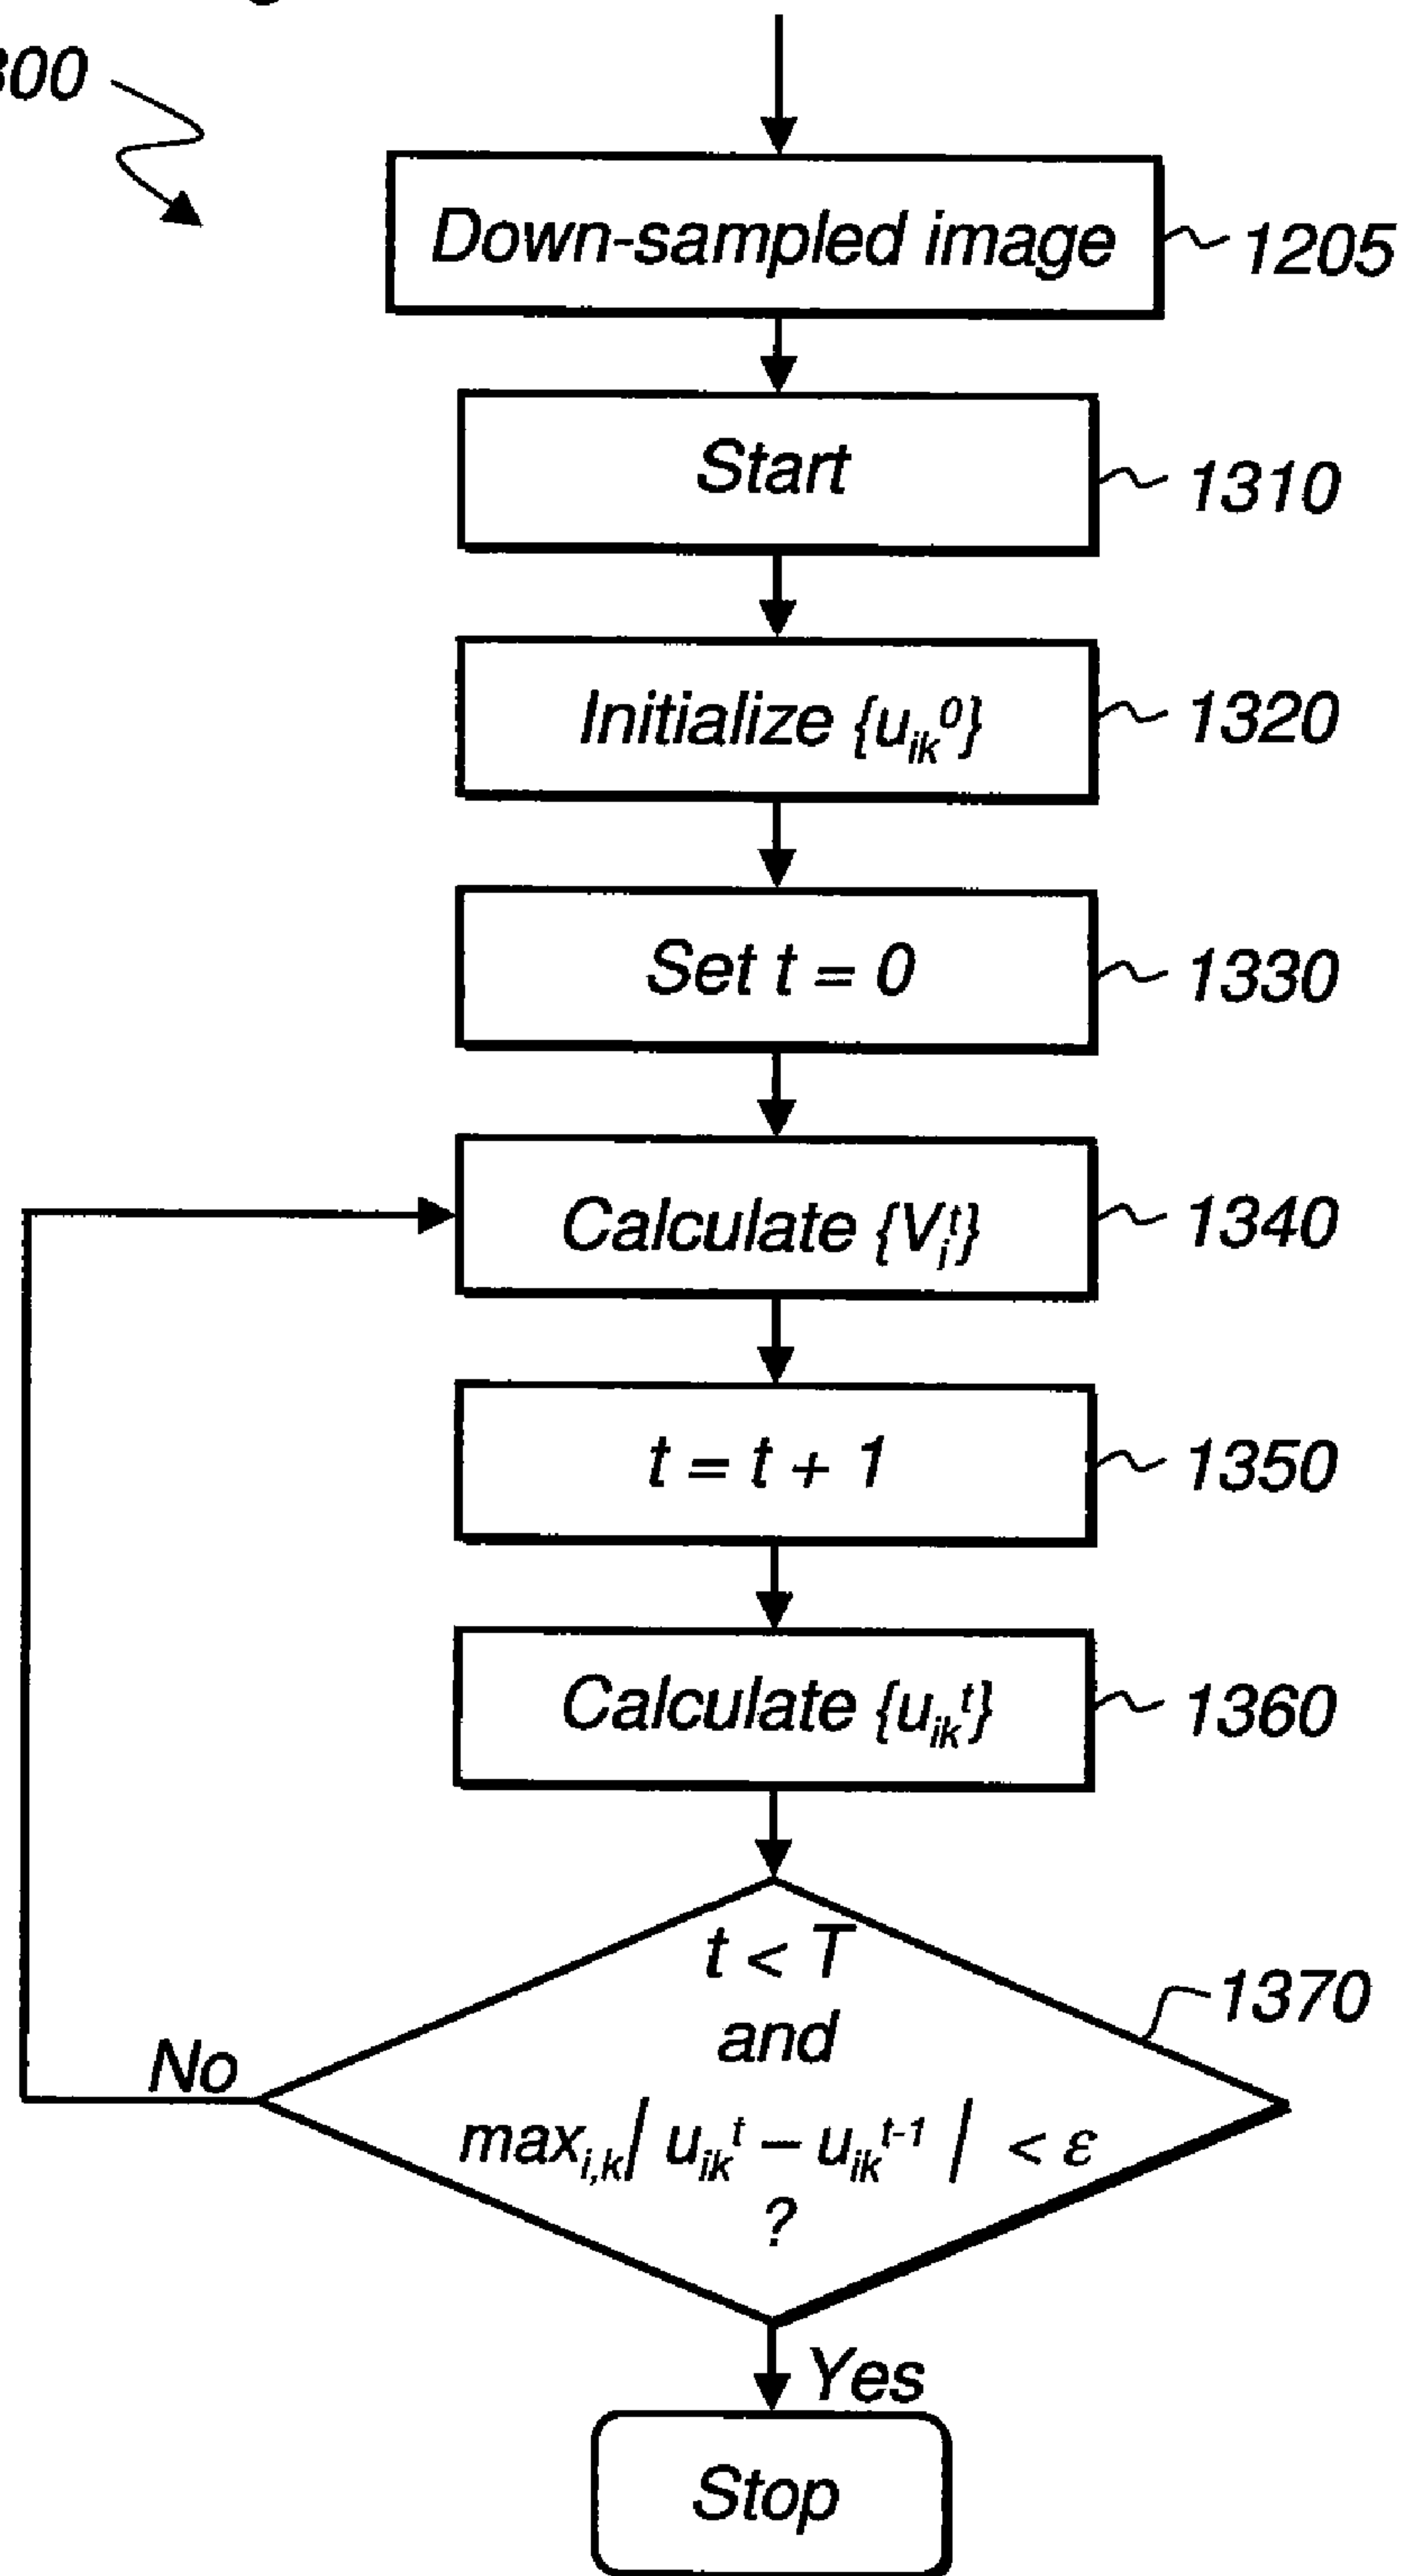 300
Down-sampled image
1205
Start
1310
Initialize {u_ik^0}
1320
Set t = 0
1330
Calculate {V_i^t}
1340
t = t + 1
1350
Calculate {u_ik^t}
1360
t < T
and
max_i,k| u_ik^t – u_ik^t-1 | < ε
?
1370
No
Yes
Stop